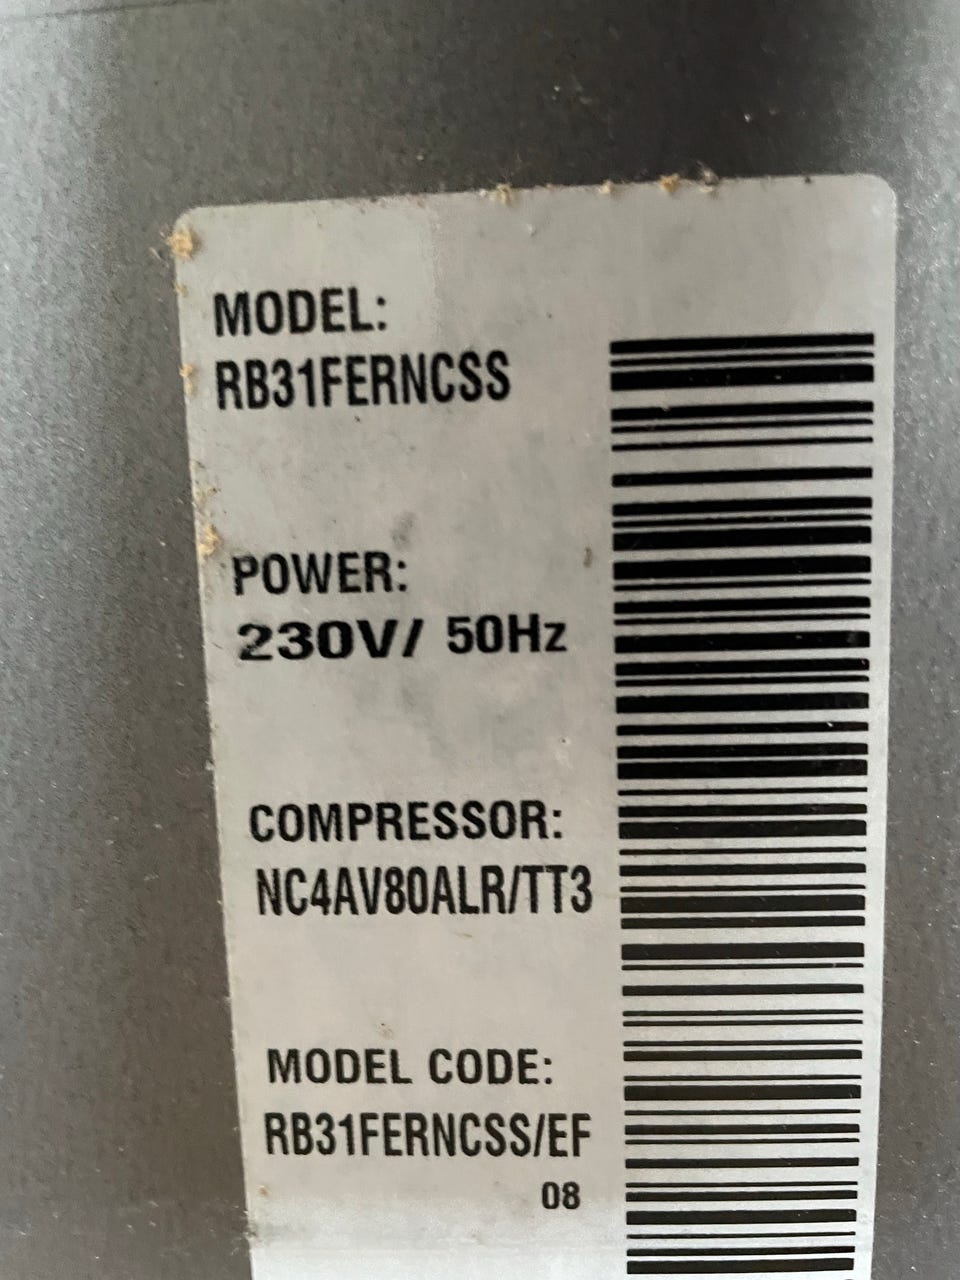 MODEL:
RB31FERNCSS
POWER:
230V/ 50Hz
COMPRESSOR:
NC4AV80ALR/TT3
MODEL CODE:
RB31FERNCSS/EF
08